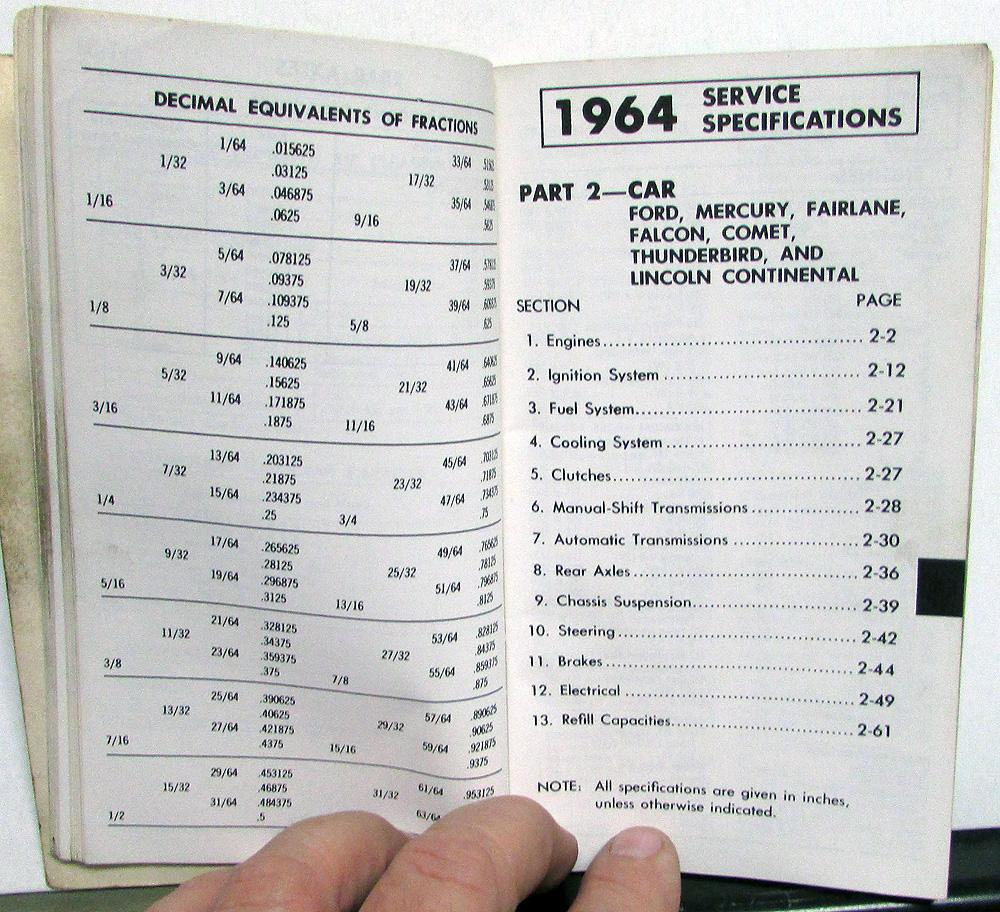 DECIMAL EQUIVALENTS OF FRACTIONS
1/64 .015625 33/64
1/32 .03125 17/32
3/64 .046875 35/64
1/16 .0625 9/16
5/64 .078125 37/64
3/32 .09375 19/32
7/64 .109375 39/64
1/8 .125 5/8 .625
9/64 .140625 41/64 .640625
5/32 .15625 21/32 .65625
11/64 .171875 43/64 .671875
3/16 .1875 11/16 .6875
13/64 .203125 45/64 .703125
7/32 .21875 23/32 .71875
15/64 .234375 47/64 .734375
1/4 .25 3/4 .75
17/64 .265625 49/64 .765625
9/32 .28125 25/32 .78125
19/64 .296875 51/64 .796875
5/16 .3125 13/16 .8125
21/64 .328125 53/64 .828125
11/32 .34375 27/32 .84375
23/64 .359375 55/64 .859375
3/8 .375 7/8 .875
25/64 .390625 57/64 .890625
13/32 .40625 29/32 .90625
27/64 .421875 59/64 .921875
7/16 .4375 15/16 .9375
29/64 .453125 61/64 .953125
15/32 .46875 31/32
31/64 .484375 63/64
1/2 .5
1964 SERVICE
SPECIFICATIONS
PART 2—CAR
FORD, MERCURY, FAIRLANE,
FALCON, COMET,
THUNDERBIRD, AND
LINCOLN CONTINENTAL
SECTION PAGE
1. Engines 2-2
2. Ignition System 2-12
3. Fuel System 2-21
4. Cooling System 2-27
5. Clutches 2-27
6. Manual-Shift Transmissions 2-28
7. Automatic Transmissions 2-30
8. Rear Axles 2-36
9. Chassis Suspension 2-39
10. Steering 2-42
11. Brakes 2-44
12. Electrical 2-49
13. Refill Capacities 2-61
NOTE: All specifications are given in inches,
unless otherwise indicated.